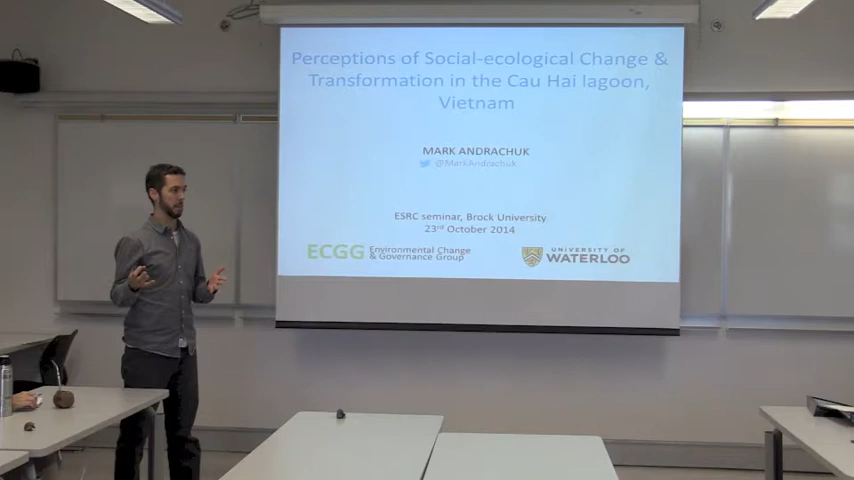 Perceptions of Social-ecological Change &
Transformation in the Cau Hai lagoon,
Vietnam
MARK ANDRACHUK
@MarkAndrachuk
ESRC seminar, Brock University
23rd October 2014
ECGG Environmental Change
& Governance Group
UNIVERSITY OF
WATERLOO